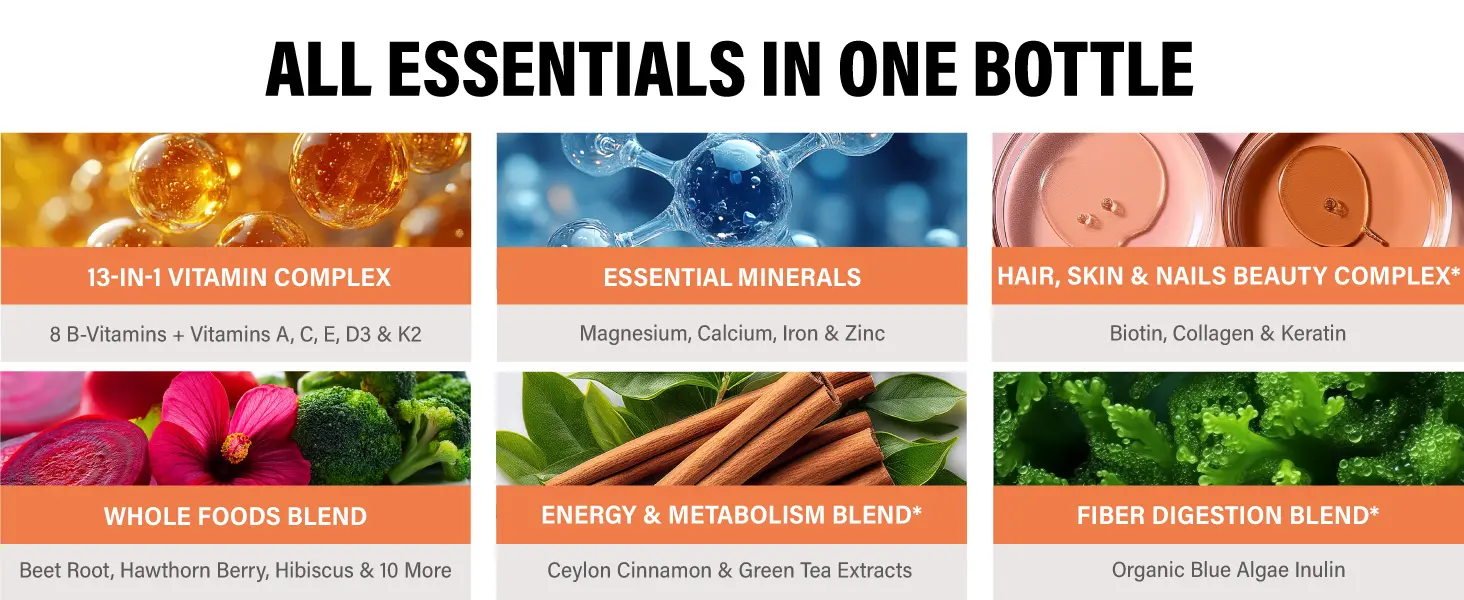 ALL ESSENTIALS IN ONE BOTTLE
13-IN-1 VITAMIN COMPLEX
8 B-Vitamins + Vitamins A, C, E, D3 & K2
ESSENTIAL MINERALS
Magnesium, Calcium, Iron & Zinc
HAIR, SKIN & NAILS BEAUTY COMPLEX*
Biotin, Collagen & Keratin
WHOLE FOODS BLEND
Beet Root, Hawthorn Berry, Hibiscus & 10 More
ENERGY & METABOLISM BLEND*
Ceylon Cinnamon & Green Tea Extracts
FIBER DIGESTION BLEND*
Organic Blue Algae Inulin